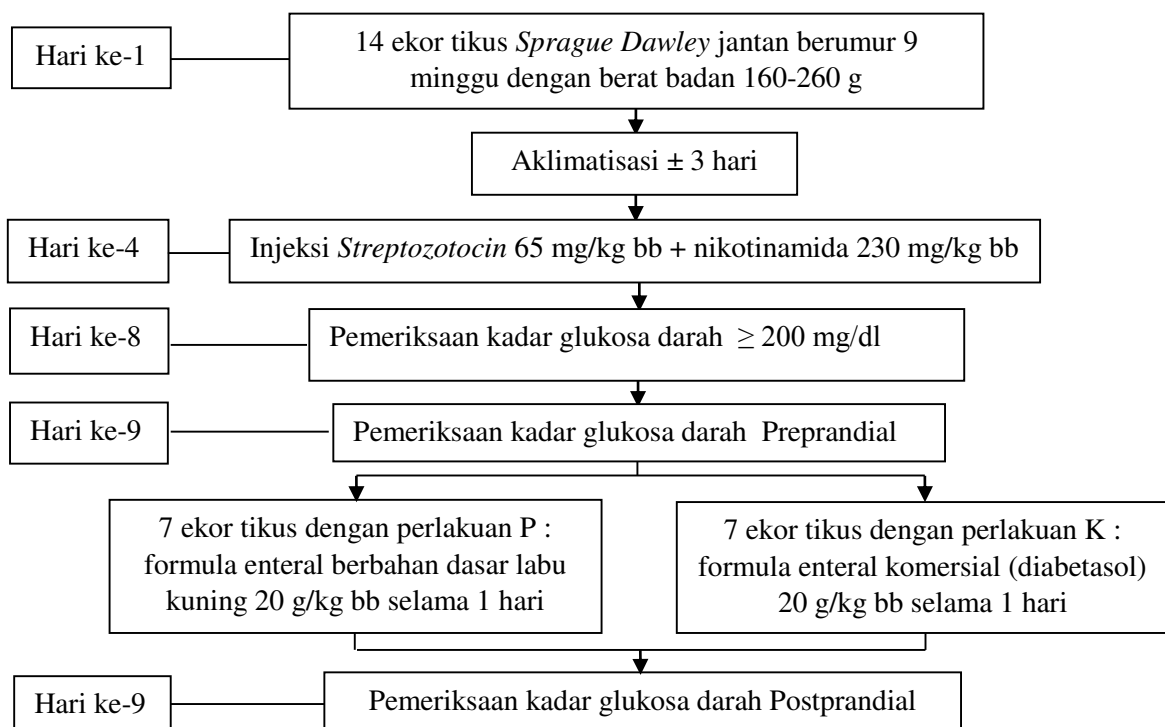 Hari ke-1
14 ekor tikus Sprague Dawley jantan berumur 9
minggu dengan berat badan 160-260 g
Aklimatisasi ± 3 hari
Hari ke-4
Injeksi Streptozotocin 65 mg/kg bb + nikotinamida 230 mg/kg bb
Hari ke-8
Pemeriksaan kadar glukosa darah ≥ 200 mg/dl
Hari ke-9
Pemeriksaan kadar glukosa darah Preprandial
7 ekor tikus dengan perlakuan P :
formula enteral berbahan dasar labu
kuning 20 g/kg bb selama 1 hari
7 ekor tikus dengan perlakuan K :
formula enteral komersial (diabetasol)
20 g/kg bb selama 1 hari
Hari ke-9
Pemeriksaan kadar glukosa darah Postprandial